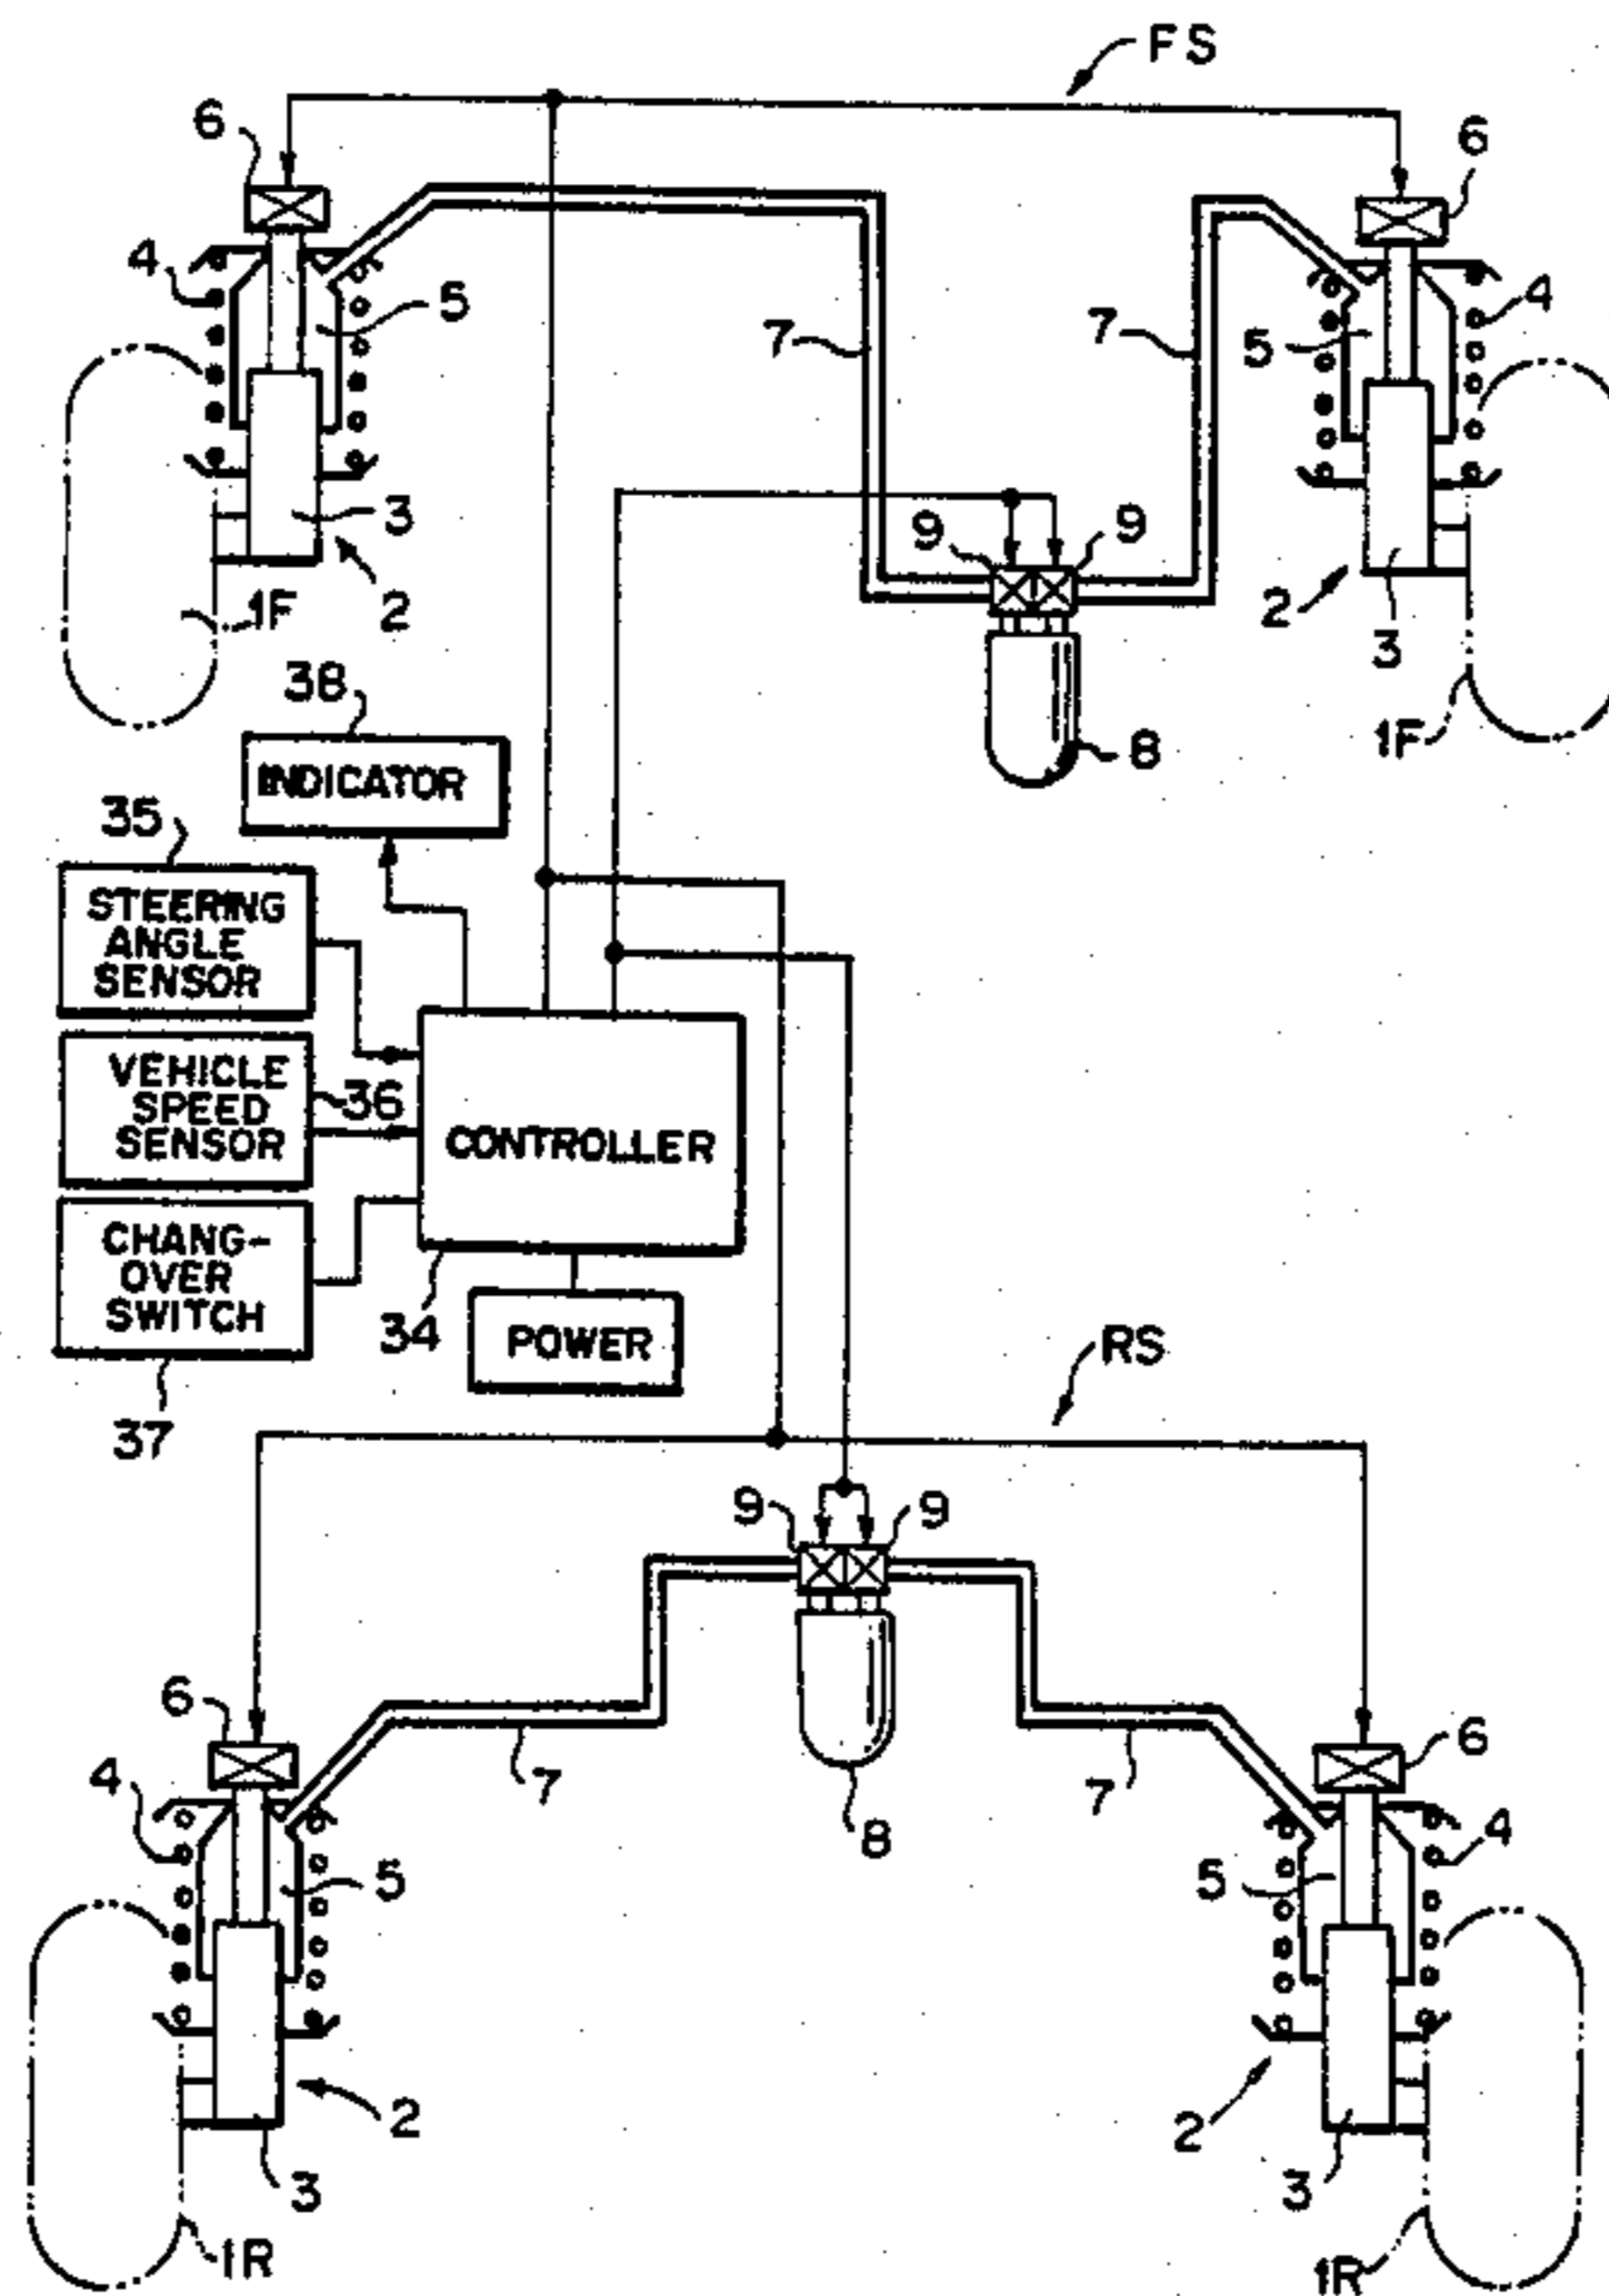 FS
6
6
4
5
7
7
5
4
3
9
9
2
1F
2
3
38
1F
8
INDICATOR
35
STEERING
ANGLE
SENSOR
VEHICLE
SPEED
SENSOR
36
CONTROLLER
CHANG-
OVER
SWITCH
34
POWER
RS
37
9
9
6
6
4
7
7
8
4
5
5
2
2
3
3
1R
1R